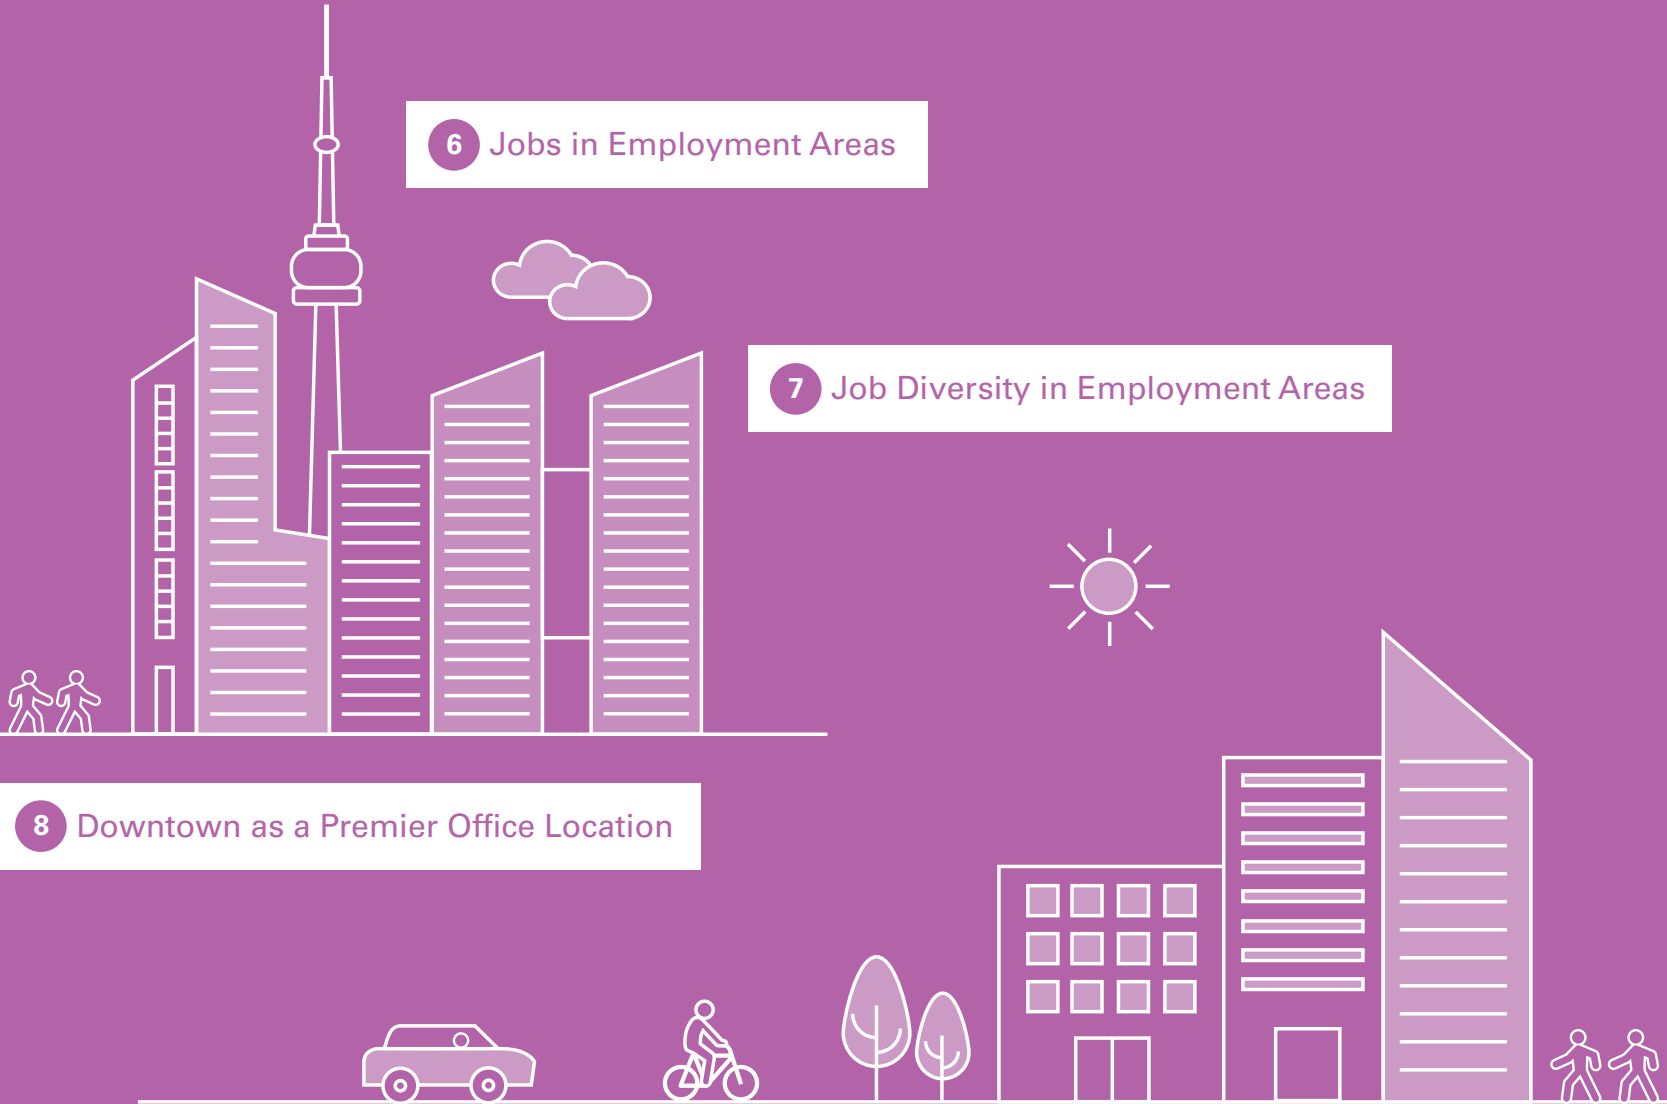 6 Jobs in Employment Areas
7 Job Diversity in Employment Areas
8 Downtown as a Premier Office Location